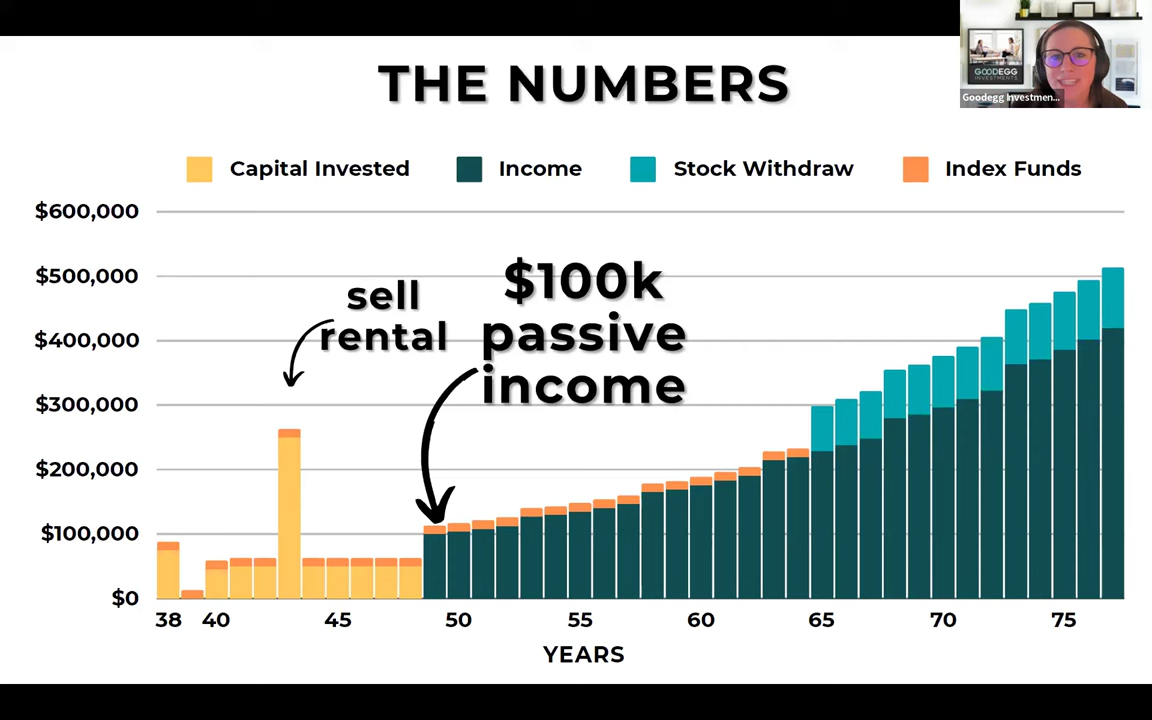 THE NUMBERS
GOODEGG
INVESTMENTS
Goodegg Investmen...
Capital Invested
Income
Stock Withdraw
Index Funds
$600,000
$500,000
$400,000
$300,000
$200,000
$100,000
$0
sell
rental
$100k
passive
income
38 40 45 50 55 60 65 70 75
YEARS